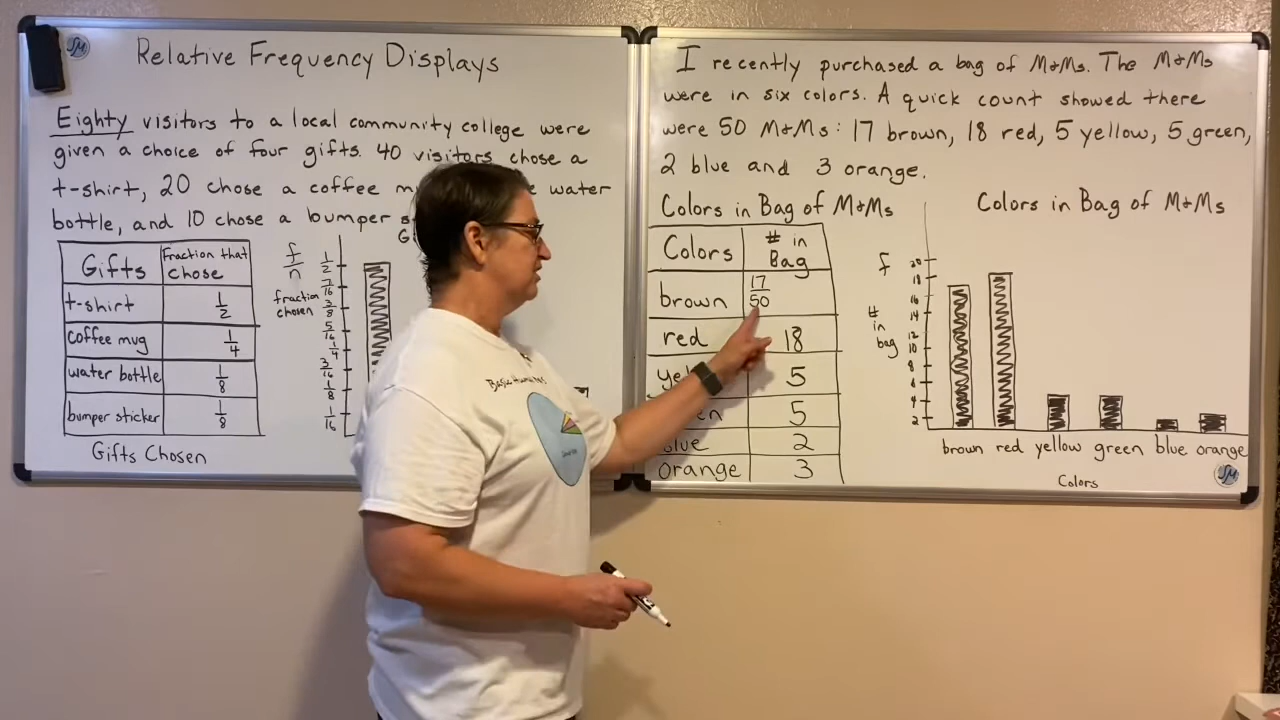 Relative Frequency Displays
Eighty visitors to a local community college were
given a choice of four gifts. 40 visitors chose a
t-shirt, 20 chose a coffee water
bottle, and 10 chose a bumper
Gifts
Fraction that
chose
t-shirt
1/2
coffee mug
1/4
water bottle
1/8
bumper sticker
1/8
Gifts Chosen
f/n
fraction
chosen
1/2
7/16
3/8
5/16
1/4
3/16
1/8
1/16
I recently purchased a bag of M&Ms. The M&Ms
were in six colors. A quick count showed there
were 50 M&Ms: 17 brown, 18 red, 5 yellow, 5 green,
2 blue and 3 orange.
Colors in Bag of M&Ms
Colors
# in
Bag
brown
17/50
red
18
5
5
blue
2
orange
3
Colors in Bag of M&Ms
f
#
in
bag
20
18
16
14
12
10
8
6
4
2
brown red yellow green blue orange
Colors